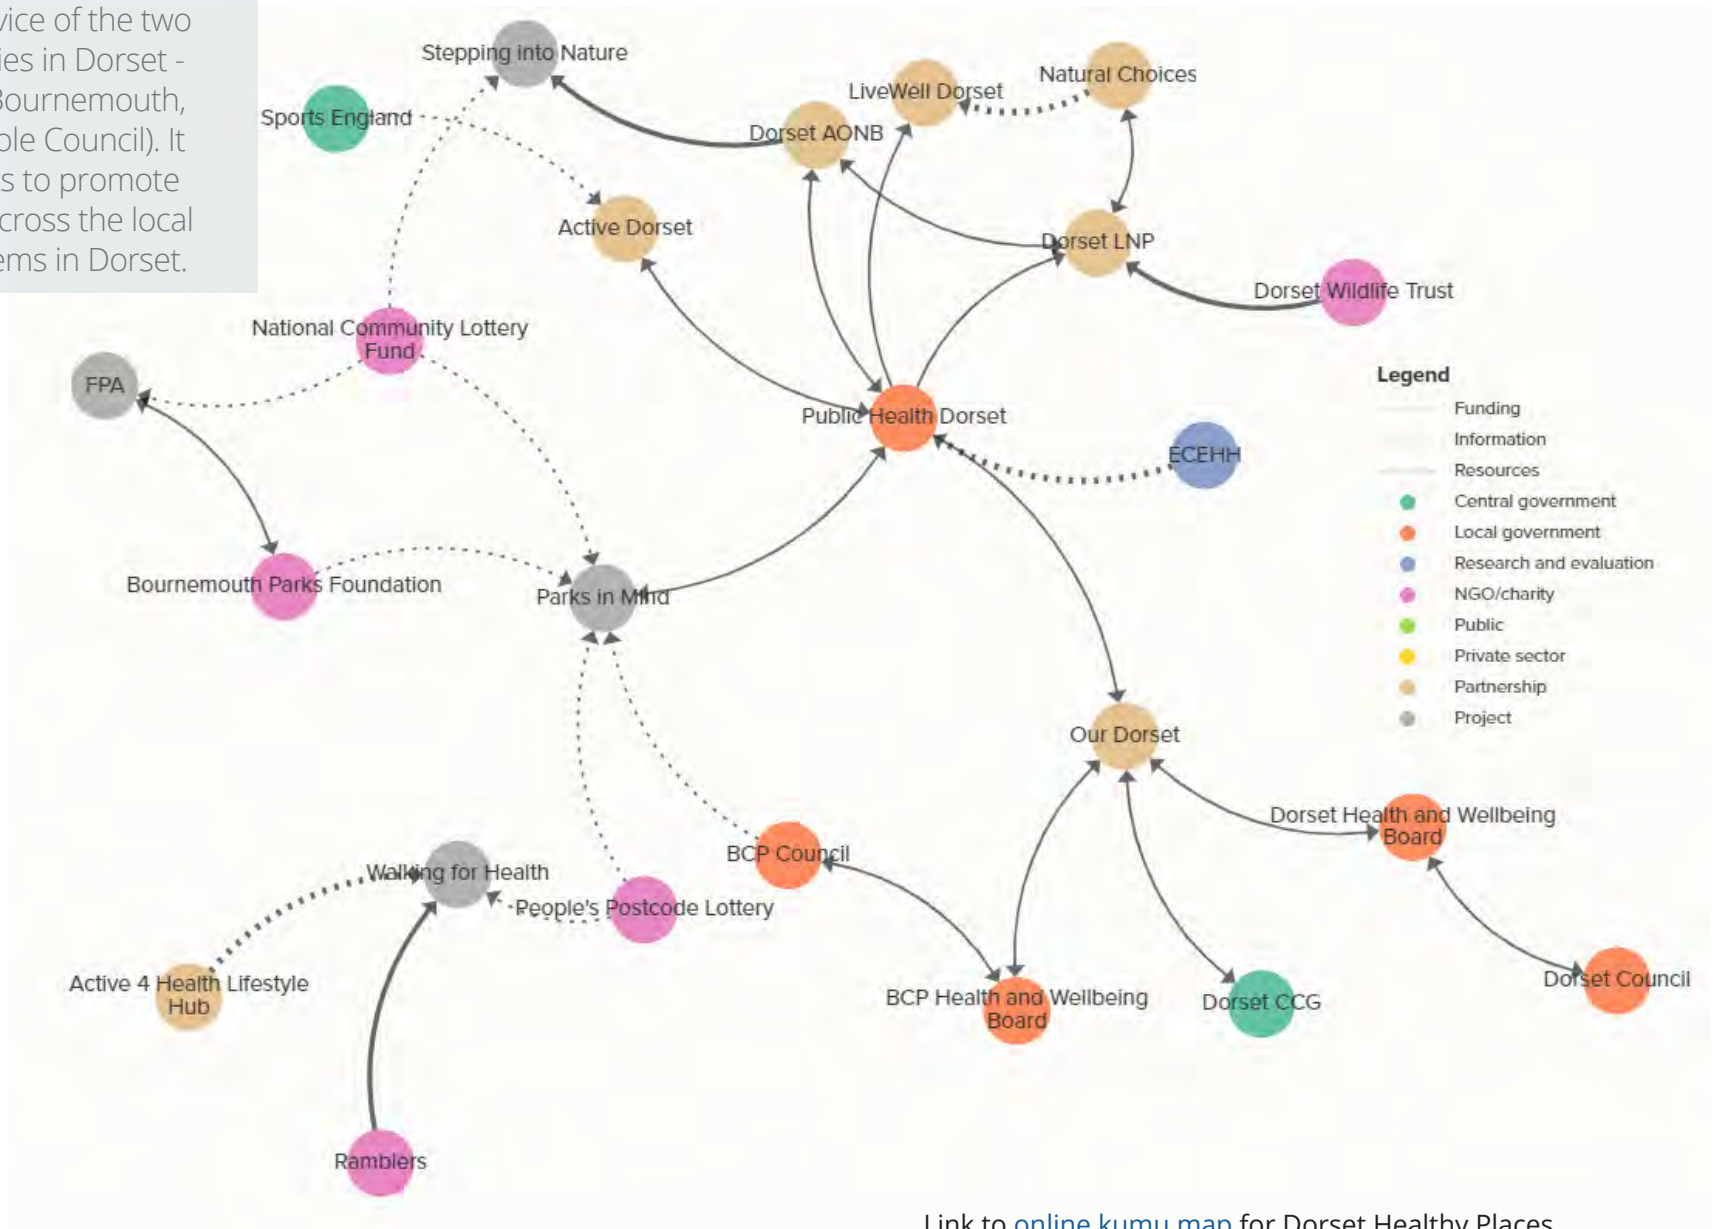 vice of the two
ies in Dorset -
Bournemouth,
ole Council). It
s to promote
cross the local
ems in Dorset.
Stepping into Nature
Sports England
LiveWell Dorset
Natural Choices
Dorset AONB
Active Dorset
Dorset LNP
Dorset Wildlife Trust
National Community Lottery
Fund
FPA
Public Health Dorset
ECEHH
Bournemouth Parks Foundation
Parks in Mind
Legend
Funding
Information
Resources
Central government
Local government
Research and evaluation
NGO/charity
Public
Private sector
Partnership
Project
Our Dorset
Dorset Health and Wellbeing
Board
BCP Council
Walking for Health
People's Postcode Lottery
Active 4 Health Lifestyle
Hub
BCP Health and Wellbeing
Board
Dorset CCG
Dorset Council
Ramblers
Link to online kumu map for Dorset Healthy Places